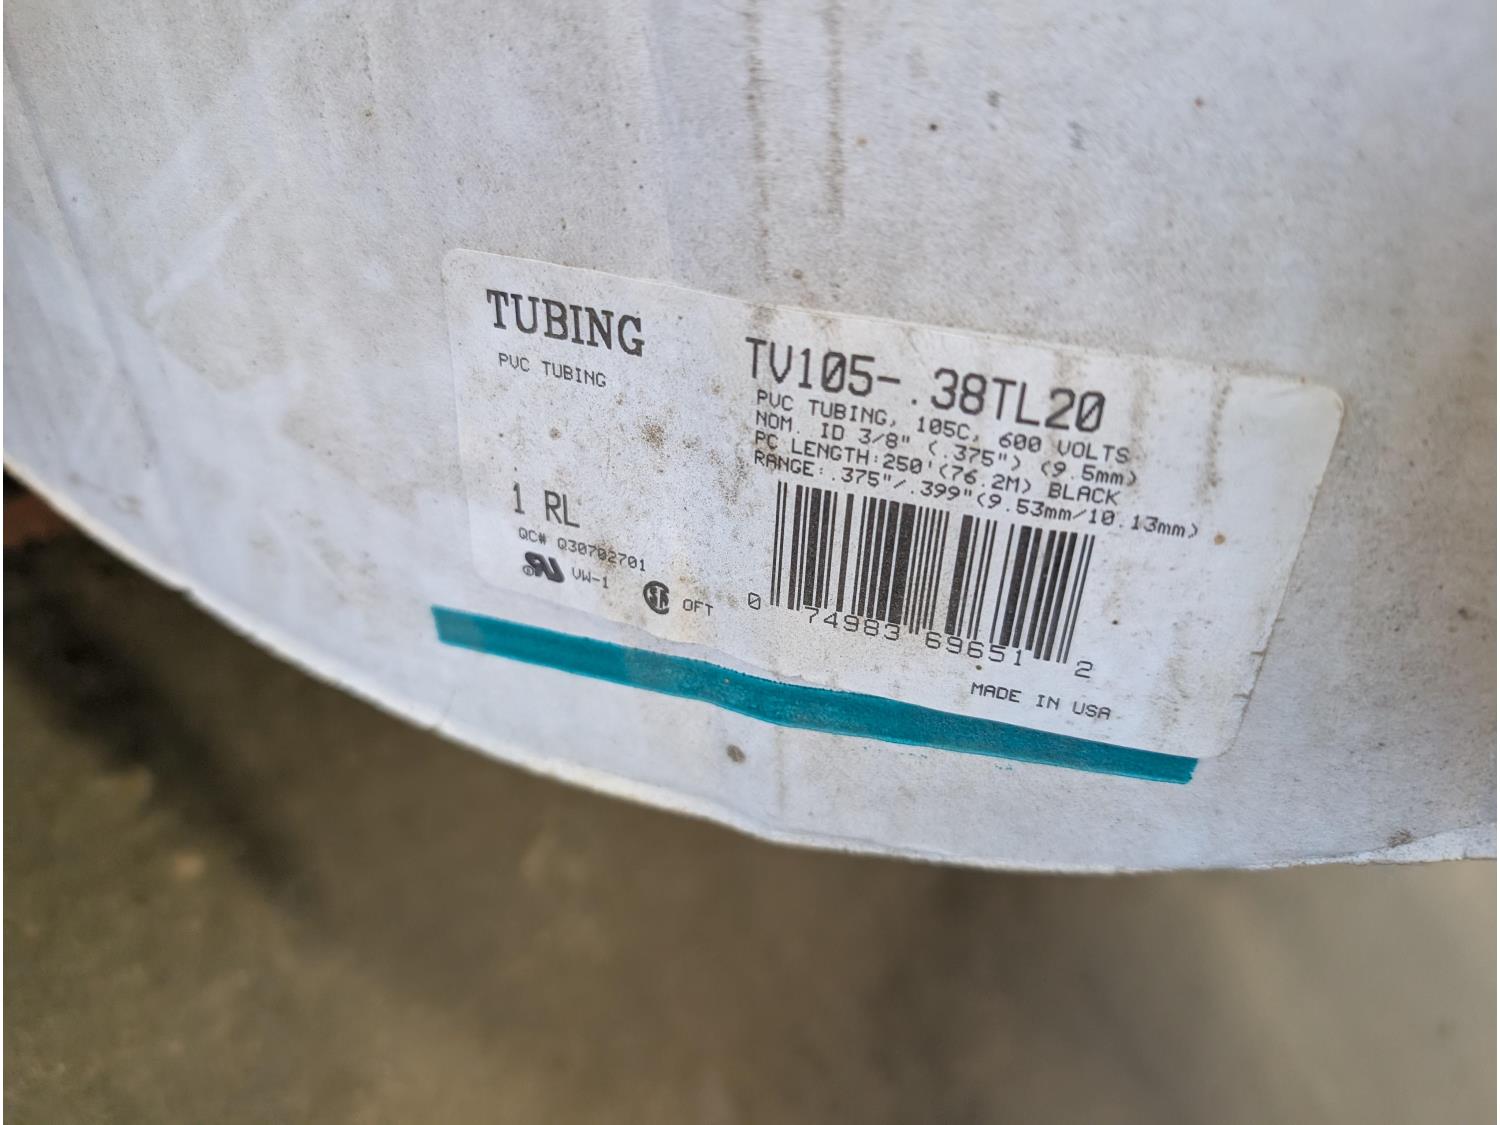 TUBING
PVC TUBING
TV105-.38TL20
PVC TUBING, 105C, 600 VOLTS
NOM. ID 3/8" (.375") (9.5mm)
PC LENGTH:250'(76.2M) BLACK
RANGE:.375"/.399"(9.53mm/10.13mm)
1 RL
QC# Q30702701
VW-1
OFT
0 74983 69651 2
MADE IN USA